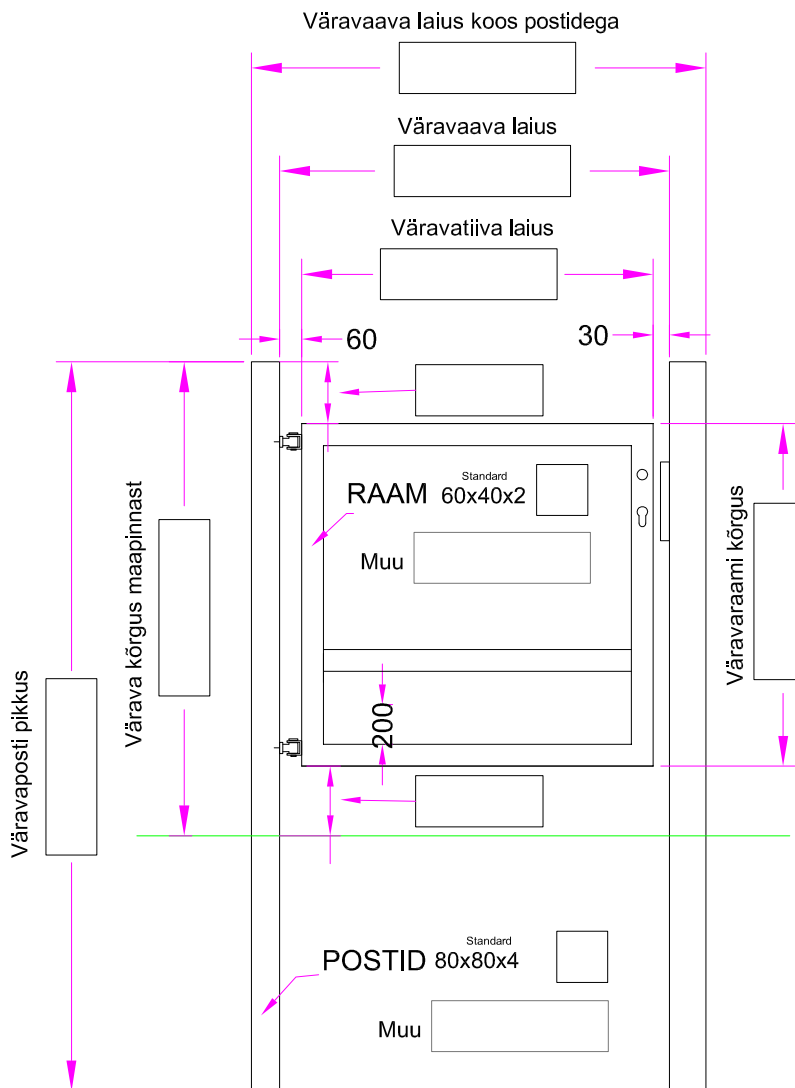 Väravaava laius koos postidega
Väravaava laius
Väravatiiva laius
60
30
Standard
RAAM 60x40x2
Muu
200
Värava kõrgus maapinnast
Väravaposti pikkus
Väravaraami kõrgus
Standard
POSTID 80x80x4
Muu